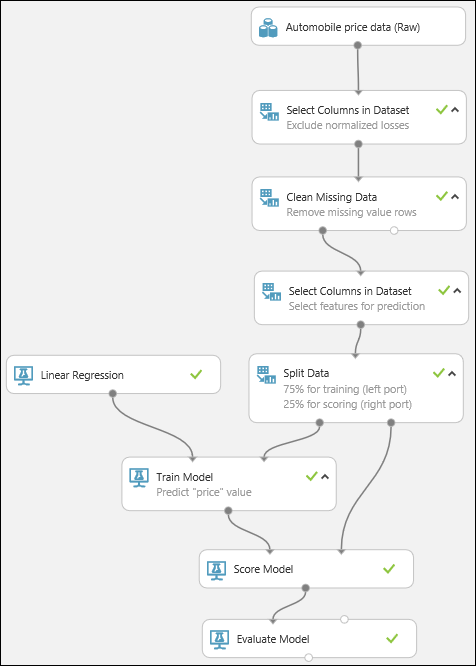 Automobile price data (Raw)
Select Columns in Dataset
Exclude normalized losses
Clean Missing Data
Remove missing value rows
Select Columns in Dataset
Select features for prediction
Linear Regression
Split Data
75% for training (left port)
25% for scoring (right port)
Train Model
Predict "price" value
Score Model
Evaluate Model